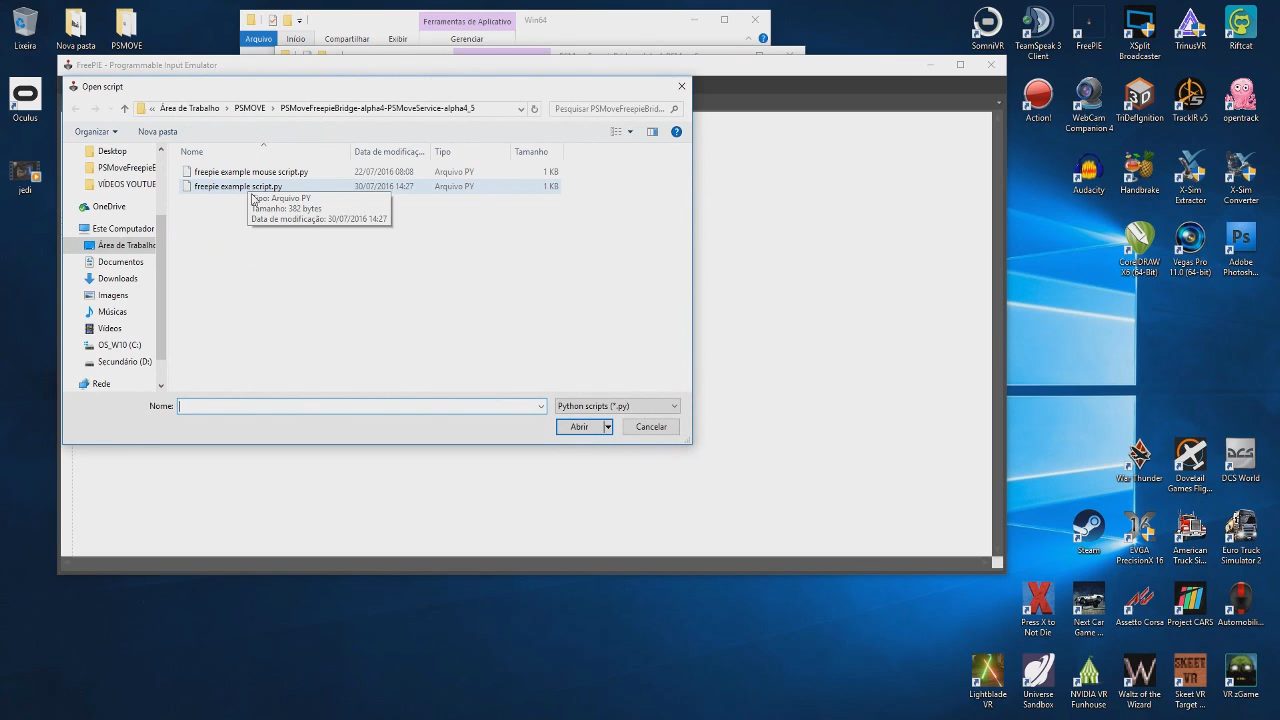 Lixeira
Nova pasta
PSMOVE
Oculus
jedi
Ferramentas de Aplicativo
Win64
Arquivo
Início
Compartilhar
Exibir
Gerenciar
FreePIE - Programmable Input Emulator
Open script
« Área de Trabalho > PSMOVE > PSMoveFreepieBridge-alpha4-PSMoveService-alpha4_5
Pesquisar PSMoveFreepieBrid...
Organizar
Nova pasta
Desktop
PSMoveFreepieB
VÍDEOS YOUTUB
OneDrive
Este Computador
Área de Trabalho
Documentos
Downloads
Imagens
Músicas
Vídeos
OS_W10 (C:)
Secundário (D:)
Rede
Nome
Data de modificaç...
Tipo
Tamanho
freepie example mouse script.py
22/07/2016 08:08
Arquivo PY
1 KB
freepie example script.py
30/07/2016 14:27
Arquivo PY
1 KB
Tipo: Arquivo PY
Tamanho: 382 bytes
Data de modificação: 30/07/2016 14:27
Nome:
Python scripts (*.py)
Abrir
Cancelar
SomniVR
TeamSpeak 3 Client
FreePIE
XSplit Broadcaster
TrinusVR
Riftcat
Action!
WebCam Companion 4
TriDefIgnition
TrackIR v5
opentrack
Audacity
Handbrake
X-Sim Extractor
X-Sim Converter
CorelDRAW X6 (64-Bit)
Vegas Pro 11.0 (64-bit)
Adobe Photosh...
War Thunder
Dovetail Games Flig...
DCS World
Steam
EVGA PrecisionX 16
American Truck Si...
Euro Truck Simulator 2
Press X to Not Die
Next Car Game ...
Assetto Corsa
Project CARS
Automobili...
Lightblade VR
Universe Sandbox
NVIDIA VR Funhouse
Waltz of the Wizard
Skeet VR Target ...
VR zGame